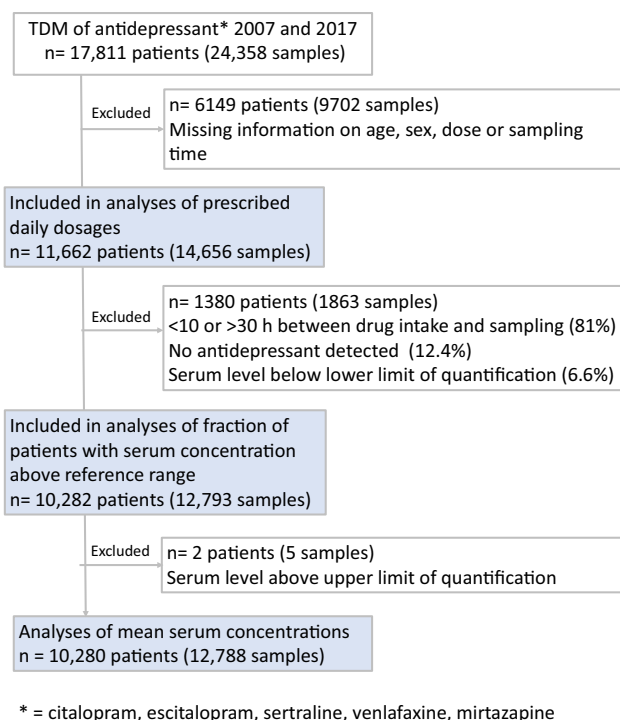 TDM of antidepressant* 2007 and 2017
n= 17,811 patients (24,358 samples)
Excluded
n= 6149 patients (9702 samples)
Missing information on age, sex, dose or sampling
time
Included in analyses of prescribed
daily dosages
n= 11,662 patients (14,656 samples)
Excluded
n= 1380 patients (1863 samples)
<10 or >30 h between drug intake and sampling (81%)
No antidepressant detected (12.4%)
Serum level below lower limit of quantification (6.6%)
Included in analyses of fraction of
patients with serum concentration
above reference range
n= 10,282 patients (12,793 samples)
Excluded
n= 2 patients (5 samples)
Serum level above upper limit of quantification
Analyses of mean serum concentrations
n = 10,280 patients (12,788 samples)
* = citalopram, escitalopram, sertraline, venlafaxine, mirtazapine